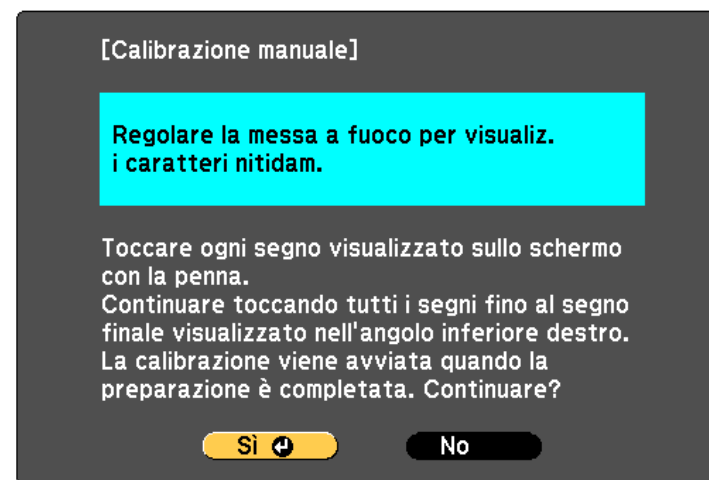 [Calibrazione manuale]
Regolare la messa a fuoco per visualiz.
i caratteri nitidam.
Toccare ogni segno visualizzato sullo schermo
con la penna.
Continuare toccando tutti i segni fino al segno
finale visualizzato nell'angolo inferiore destro.
La calibrazione viene avviata quando la
preparazione è completata. Continuare?
Sì
No